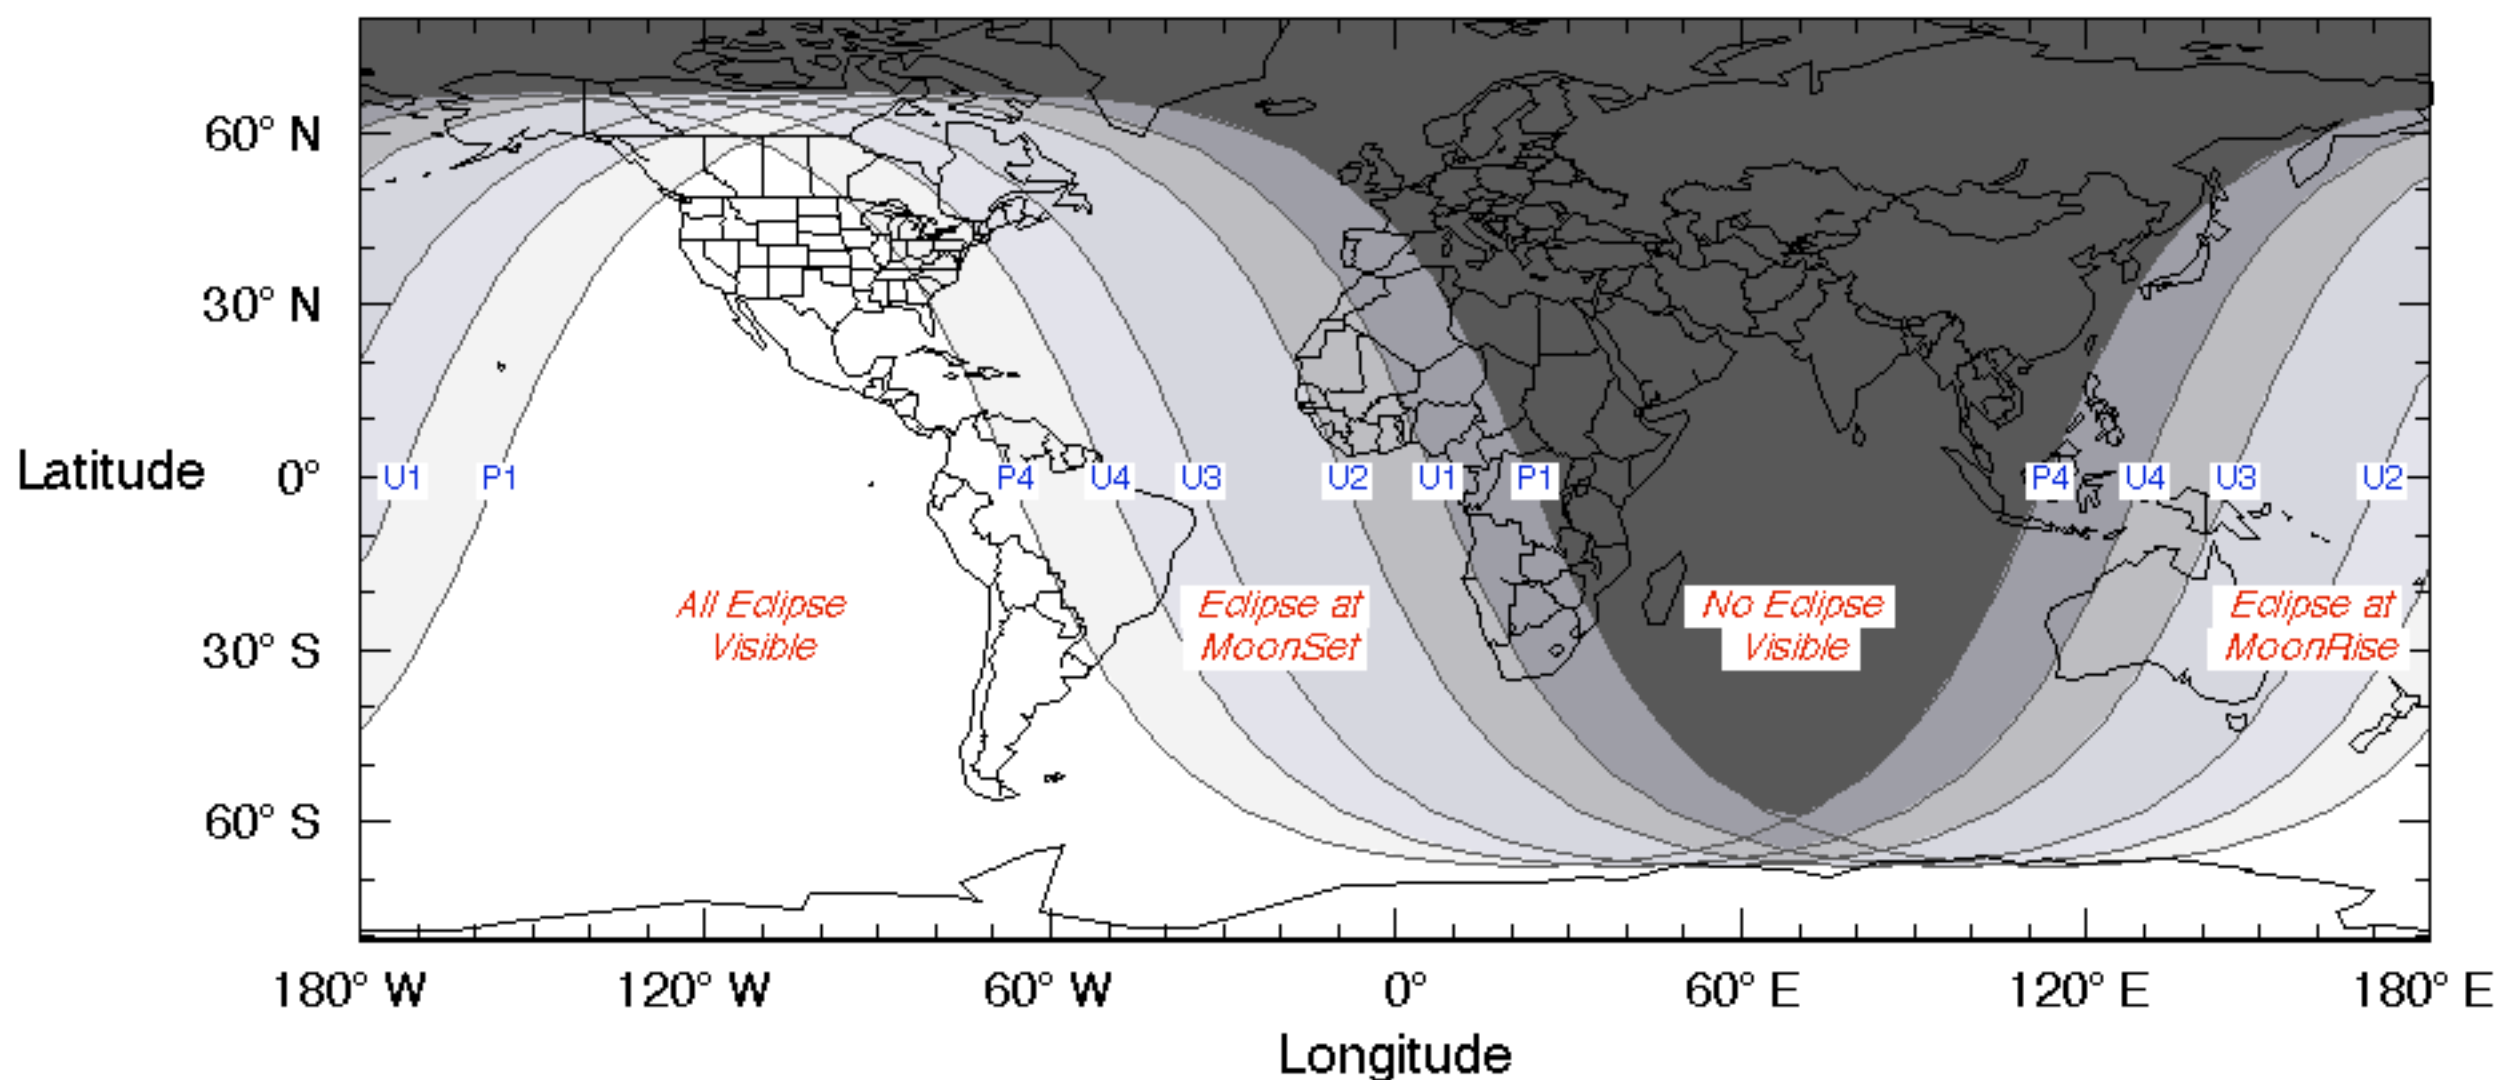 60° N
30° N
Latitude 0°
U1 P1 P4 U4 U3 U2 U1 P1 P4 U4 U3 U2
All Eclipse
Visible
Eclipse at
MoonSet
No Eclipse
Visible
Eclipse at
MoonRise
30° S
60° S
180° W 120° W 60° W 0° 60° E 120° E 180° E
Longitude